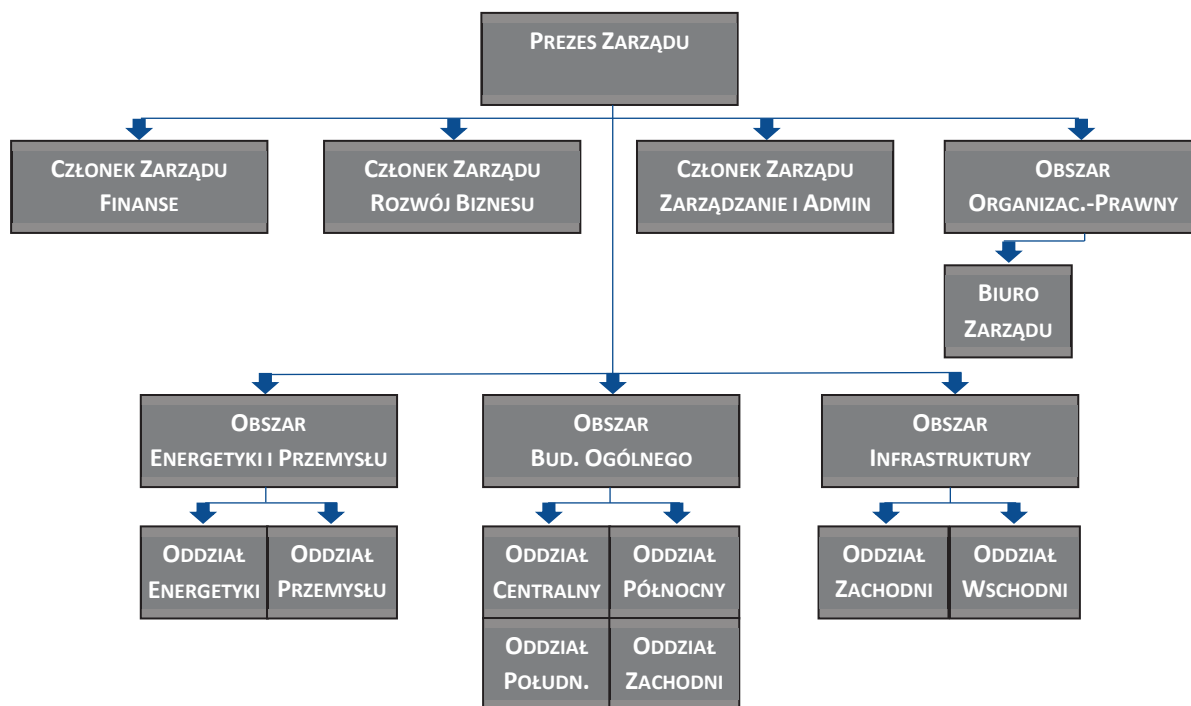 PREZES ZARZĄDU
CZŁONEK ZARZĄDU
FINANSE
CZŁONEK ZARZĄDU
ROZWÓJ BIZNESU
CZŁONEK ZARZĄDU
ZARZĄDZANIE I ADMIN
OBSZAR
ORGANIZAC.-PRAWNY
BIURO
ZARZĄDU
OBSZAR
ENERGETYKI I PRZEMYSŁU
OBSZAR
BUD. OGÓLNEGO
OBSZAR
INFRASTRUKTURY
ODDZIAŁ
ENERGETYKI
ODDZIAŁ
PRZEMYSŁU
ODDZIAŁ
CENTRALNY
ODDZIAŁ
PÓŁNOCNY
ODDZIAŁ
ZACHODNI
ODDZIAŁ
WSCHODNI
ODDZIAŁ
POŁUDN.
ODDZIAŁ
ZACHODNI